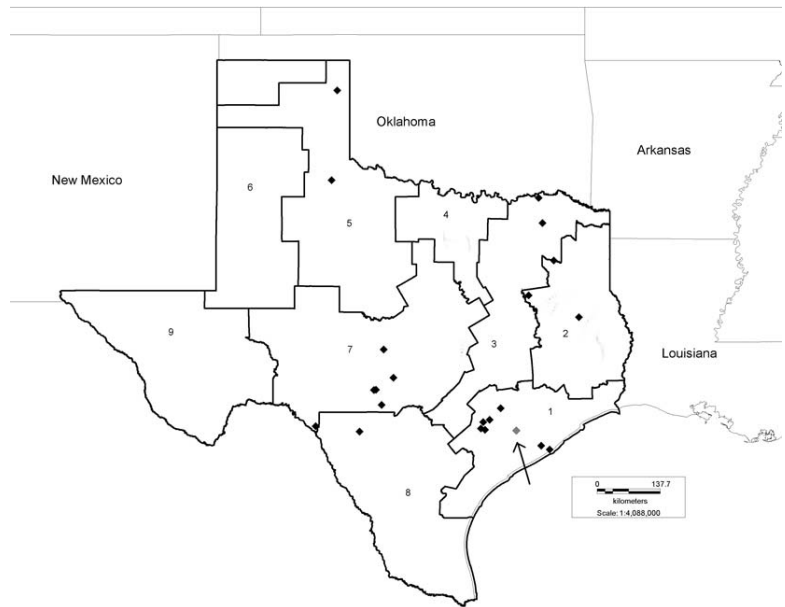 Oklahoma
Arkansas
New Mexico
6
4
5
2
9
7
3
Louisiana
1
8
0 137.7
kilometers
Scale: 1:4,088,000